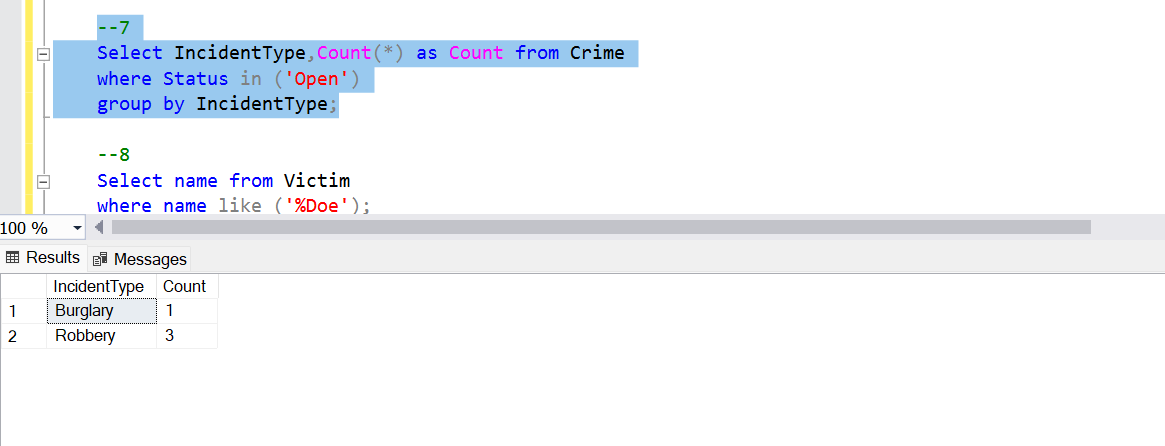 --7
Select IncidentType,Count(*) as Count from Crime
where Status in ('Open')
group by IncidentType;
--8
Select name from Victim
where name like ('%Doe');
100 %
Results Messages
IncidentType Count
1 Burglary 1
2 Robbery 3